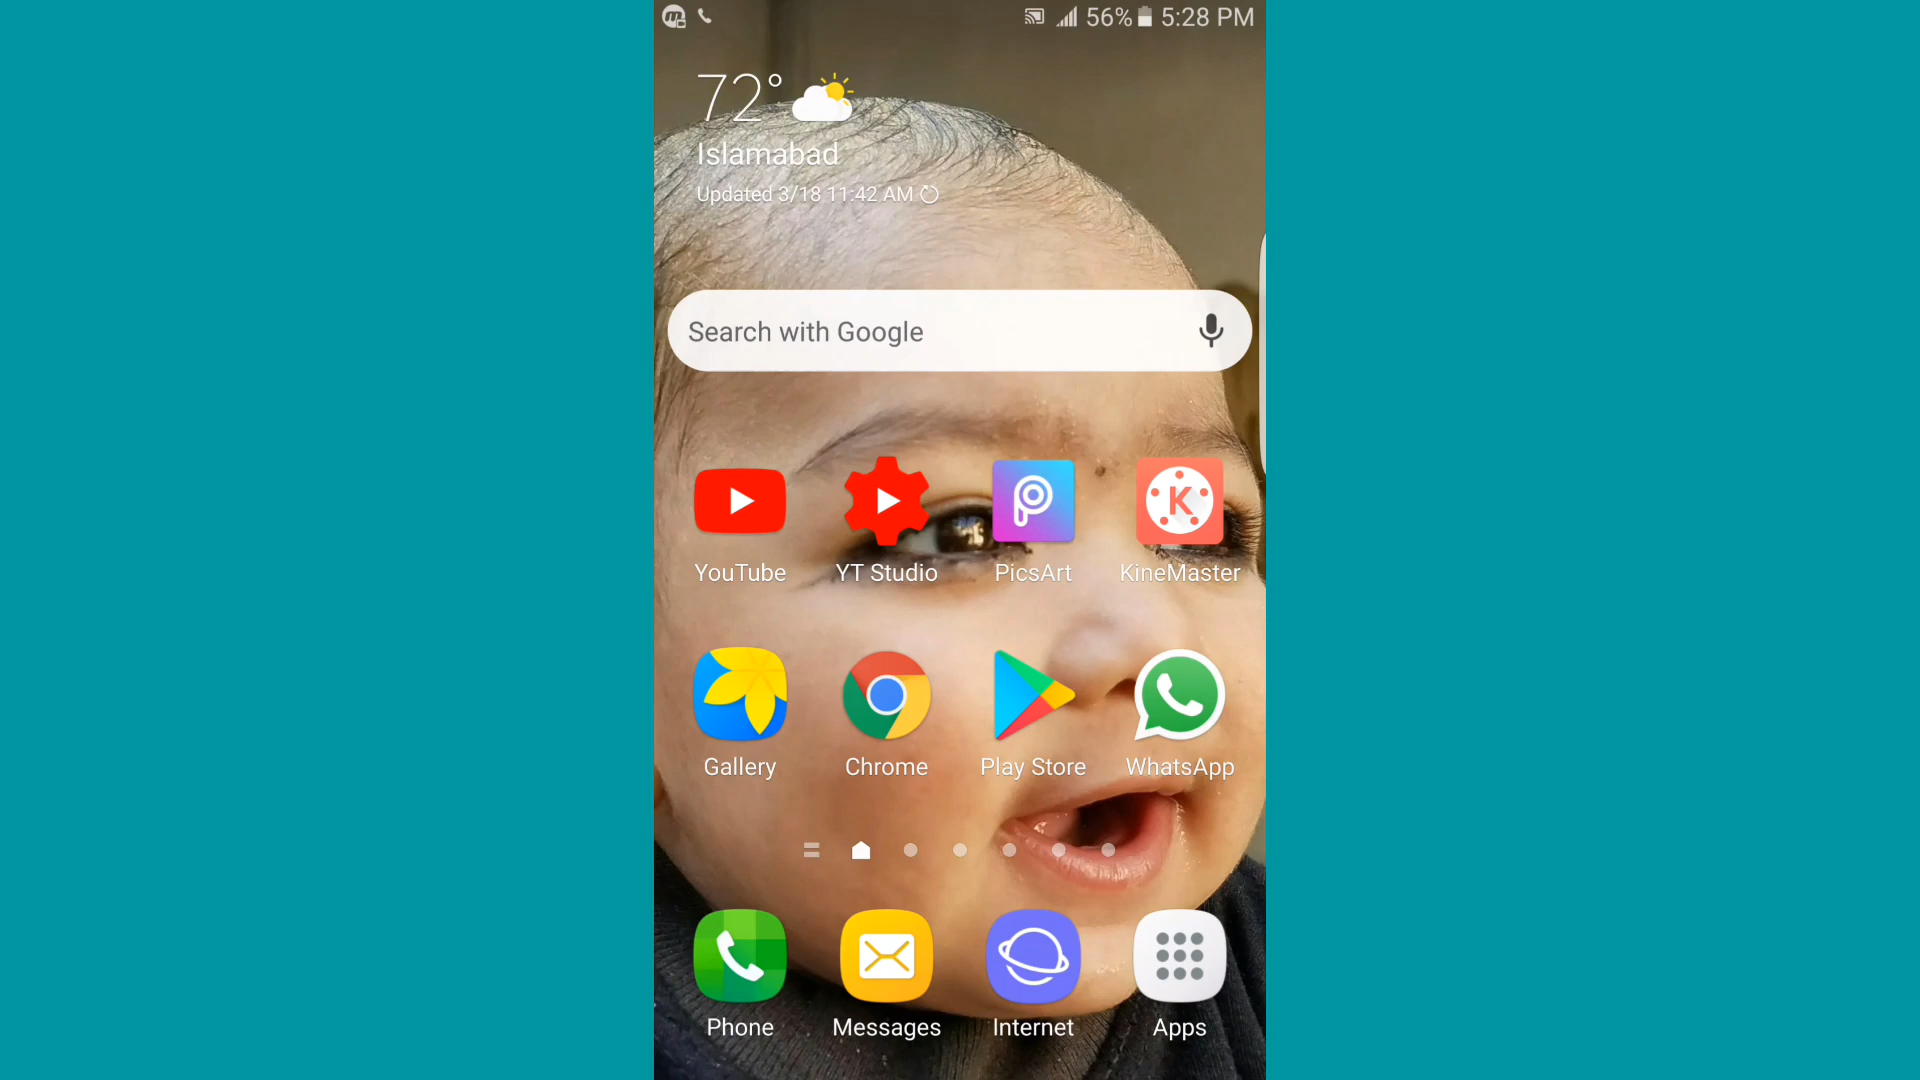 56% 5:28 PM
72°
Islamabad
Updated 3/18 11:42 AM
Search with Google
YouTube YT Studio PicsArt KineMaster
Gallery Chrome Play Store WhatsApp
Phone Messages Internet Apps